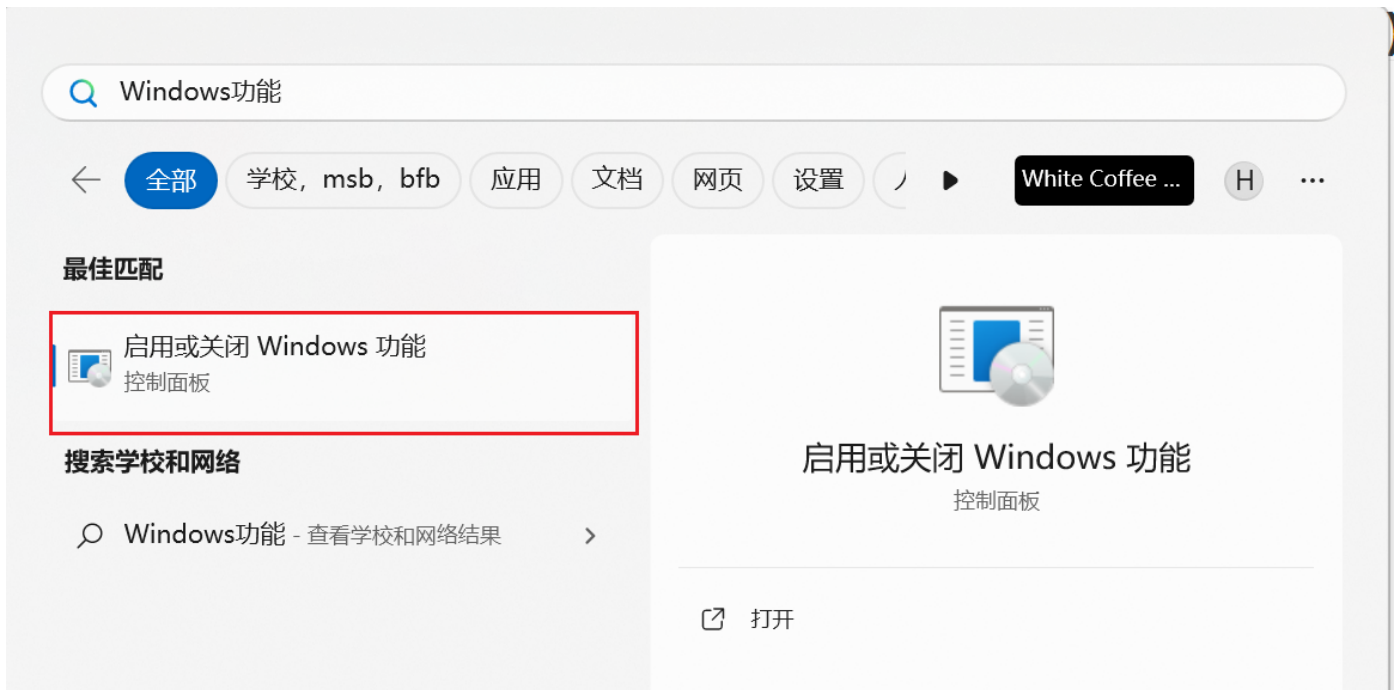 Windows功能
全部 学校，msb，bfb 应用 文档 网页 设置 White Coffee ... H ...
最佳匹配
启用或关闭 Windows 功能
控制面板
搜索学校和网络
Windows功能 - 查看学校和网络结果
启用或关闭 Windows 功能
控制面板
打开